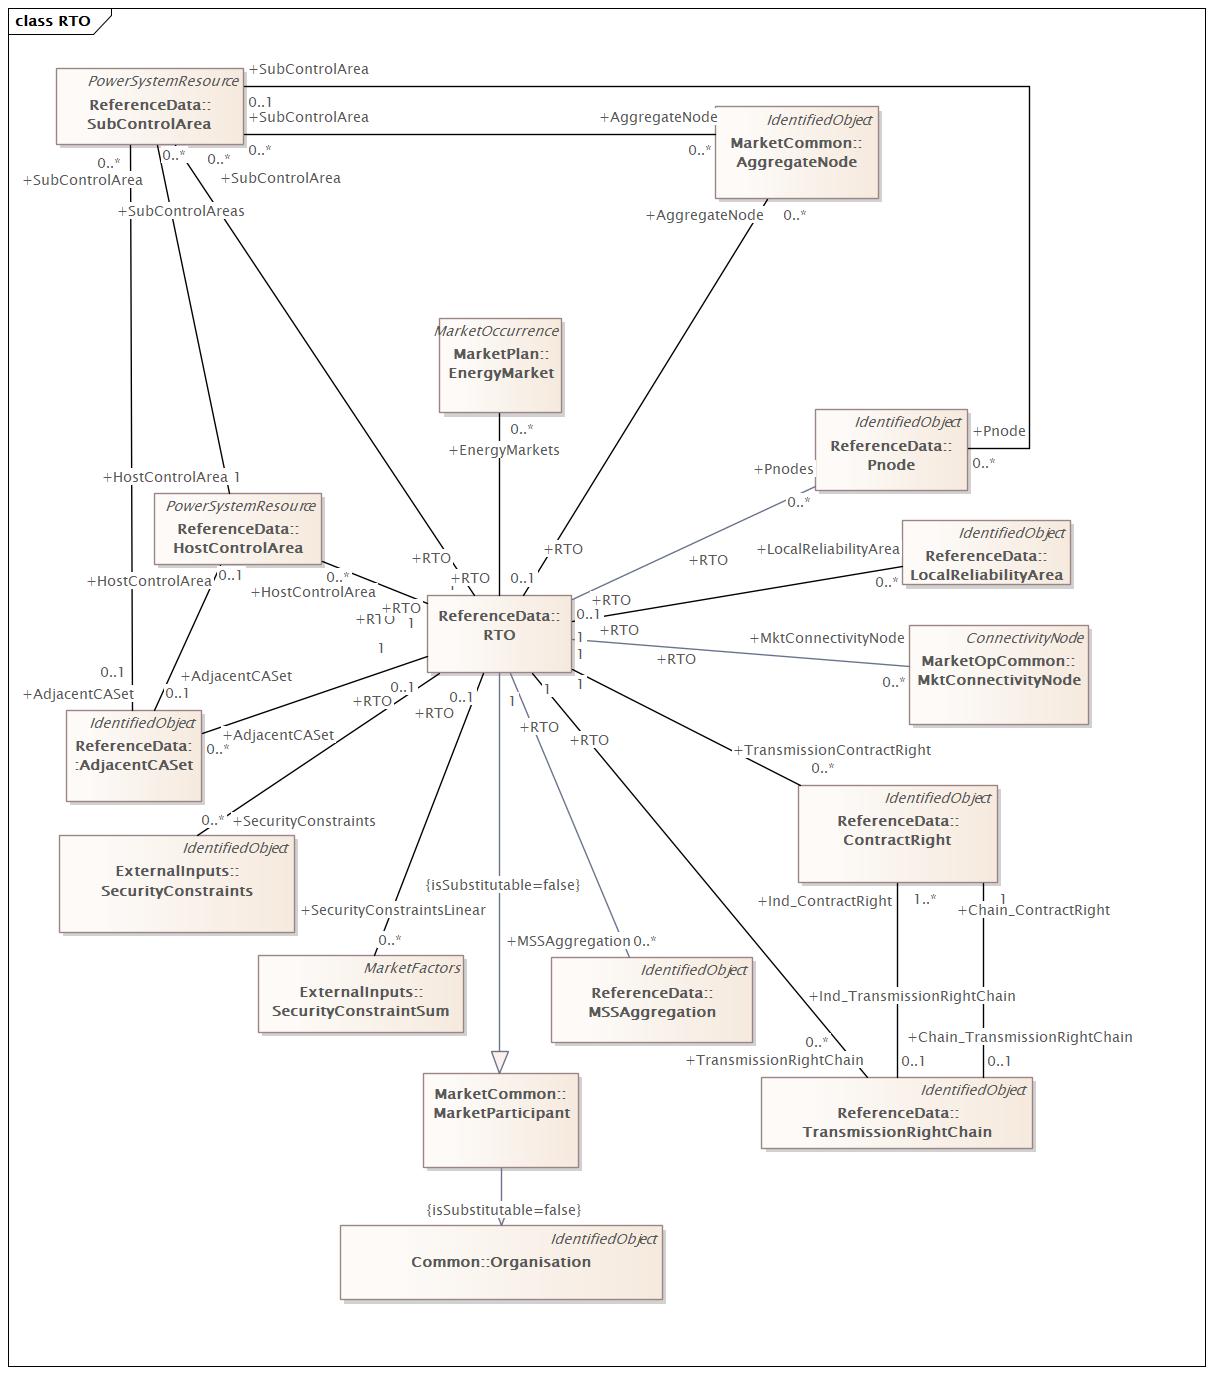 class RTO
+SubControlArea
PowerSystemResource
ReferenceData::
SubControlArea
0..1
+SubControlArea
+AggregateNode
IdentifiedObject
MarketCommon::
AggregateNode
0..*
0..*
0..*
0..*
0..*
+SubControlArea
+SubControlArea
+SubControlAreas
+AggregateNode
0..*
MarketOccurrence
MarketPlan::
EnergyMarket
0..*
+EnergyMarkets
IdentifiedObject
ReferenceData::
Pnode
+Pnode
0..*
+Pnodes
0..*
+HostControlArea
1
PowerSystemResource
ReferenceData::
HostControlArea
+HostControlArea
0..1
0..*
+HostControlArea
+RTO
+RTO
+RTO
0..1
+RTO
+LocalReliabilityArea
0..*
IdentifiedObject
ReferenceData::
LocalReliabilityArea
+RTO
+RTO
1
1
ReferenceData::
RTO
+RTO
0..1
+RTO
1
1
+RTO
+MktConnectivityNode
0..*
ConnectivityNode
MarketOpCommon::
MktConnectivityNode
0..1
+AdjacentCASet
+AdjacentCASet
0..1
IdentifiedObject
ReferenceData:
:AdjacentCASet
0..*
+AdjacentCASet
0..1
+RTO
0..1
+RTO
1
+RTO
1
+RTO
1
+TransmissionContractRight
0..*
IdentifiedObject
ReferenceData::
ContractRight
0..*
+SecurityConstraints
IdentifiedObject
ExternalInputs::
SecurityConstraints
{isSubstitutable=false}
+SecurityConstraintsLinear
0..*
MarketFactors
ExternalInputs::
SecurityConstraintSum
+MSSAggregation
0..*
IdentifiedObject
ReferenceData::
MSSAggregation
+Ind_ContractRight
1..*
1
+Chain_ContractRight
+Ind_TransmissionRightChain
+Chain_TransmissionRightChain
0..*
+TransmissionRightChain
0..1
0..1
IdentifiedObject
ReferenceData::
TransmissionRightChain
MarketCommon::
MarketParticipant
{isSubstitutable=false}
IdentifiedObject
Common::Organisation